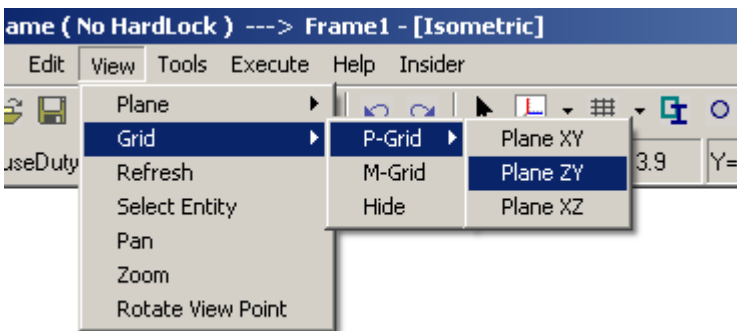 ame ( No HardLock ) ---> Frame1 - [Isometric]
Edit View Tools Execute Help Insider
Plane
Grid P-Grid Plane XY
useDuty Refresh M-Grid Plane ZY 3.9 Y=
Select Entity Hide Plane XZ
Pan
Zoom
Rotate View Point